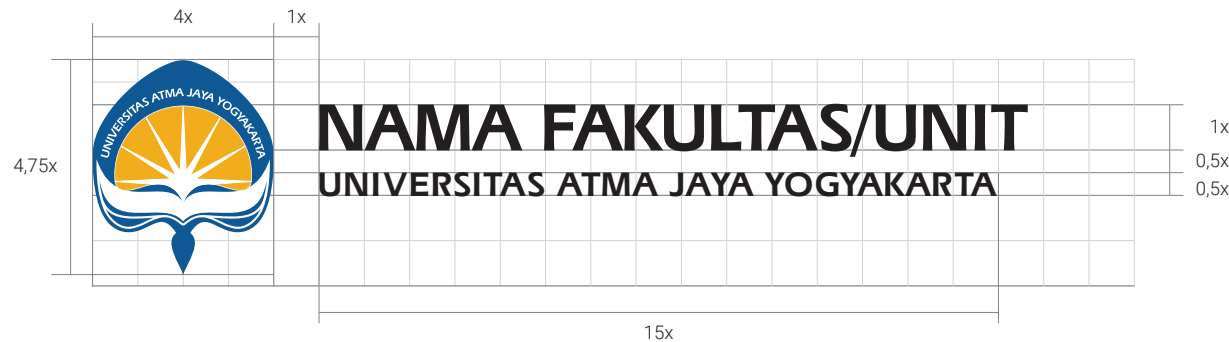 4x 1x
UNIVERSITAS ATMA JAYA YOGYAKARTA
NAMA FAKULTAS/UNIT
UNIVERSITAS ATMA JAYA YOGYAKARTA
4,75x
1x
0,5x
0,5x
15x